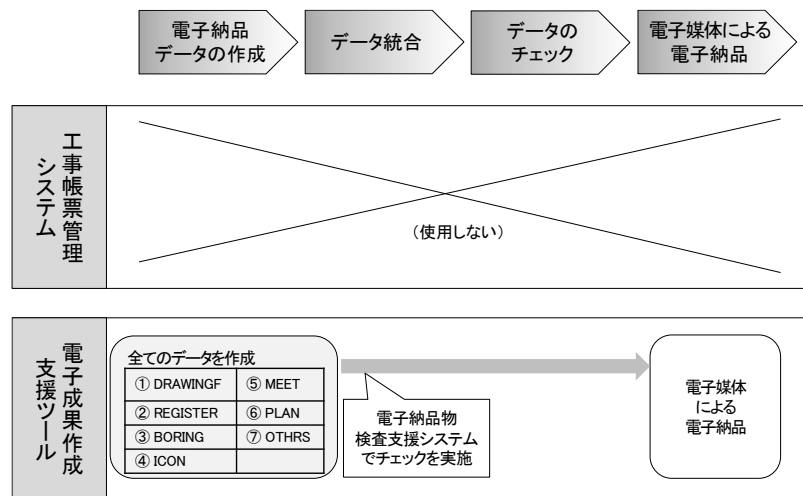 電子納品
データの作成
データ統合
データの
チェック
電子媒体による
電子納品
工事帳票管理
システム
(使用しない)
電子成果作成
支援ツール
全てのデータを作成
① DRAWINGF
⑤ MEET
② REGISTER
⑥ PLAN
③ BORING
⑦ OTHRS
④ ICON
電子納品物
検査支援システム
でチェックを実施
電子媒体
による
電子納品